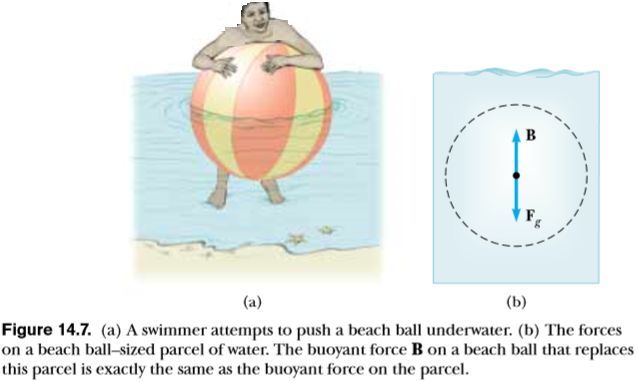 B
F
g
(a)
(b)
Figure 14.7. (a) A swimmer attempts to push a beach ball underwater. (b) The forces
on a beach ball–sized parcel of water. The buoyant force B on a beach ball that replaces
this parcel is exactly the same as the buoyant force on the parcel.